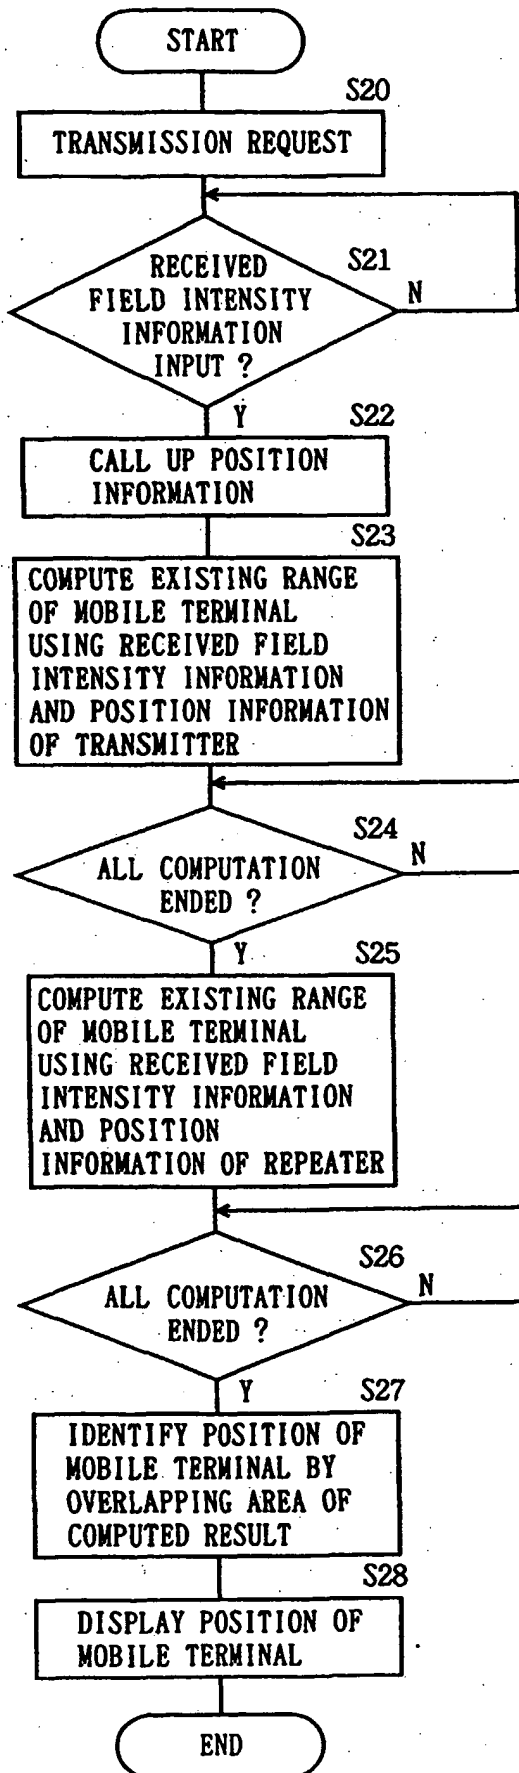 START
S20
TRANSMISSION REQUEST
S21
RECEIVED
FIELD INTENSITY
INFORMATION
INPUT ?
N
Y
S22
CALL UP POSITION
INFORMATION
S23
COMPUTE EXISTING RANGE
OF MOBILE TERMINAL
USING RECEIVED FIELD
INTENSITY INFORMATION
AND POSITION INFORMATION
OF TRANSMITTER
S24
ALL COMPUTATION
ENDED ?
N
Y
S25
COMPUTE EXISTING RANGE
OF MOBILE TERMINAL
USING RECEIVED FIELD
INTENSITY INFORMATION
AND POSITION
INFORMATION OF REPEATER
S26
ALL COMPUTATION
ENDED ?
N
Y
S27
IDENTIFY POSITION OF
MOBILE TERMINAL BY
OVERLAPPING AREA OF
COMPUTED RESULT
S28
DISPLAY POSITION OF
MOBILE TERMINAL
END